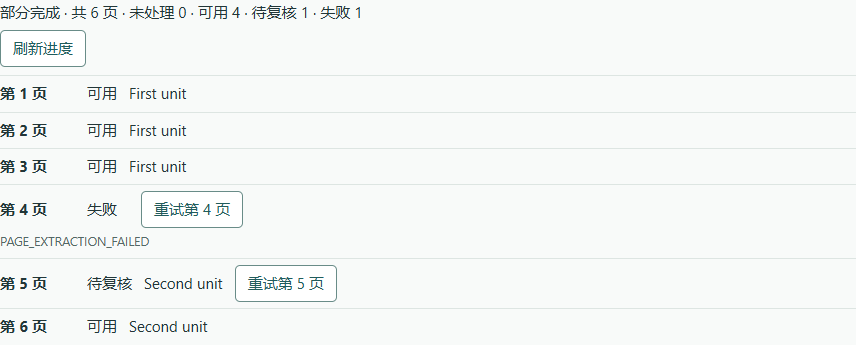 部分完成 · 共 6 页 · 未处理 0 · 可用 4 · 待复核 1 · 失败 1
刷新进度
第 1 页 可用 First unit
第 2 页 可用 First unit
第 3 页 可用 First unit
第 4 页 失败 重试第 4 页
PAGE_EXTRACTION_FAILED
第 5 页 待复核 Second unit 重试第 5 页
第 6 页 可用 Second unit